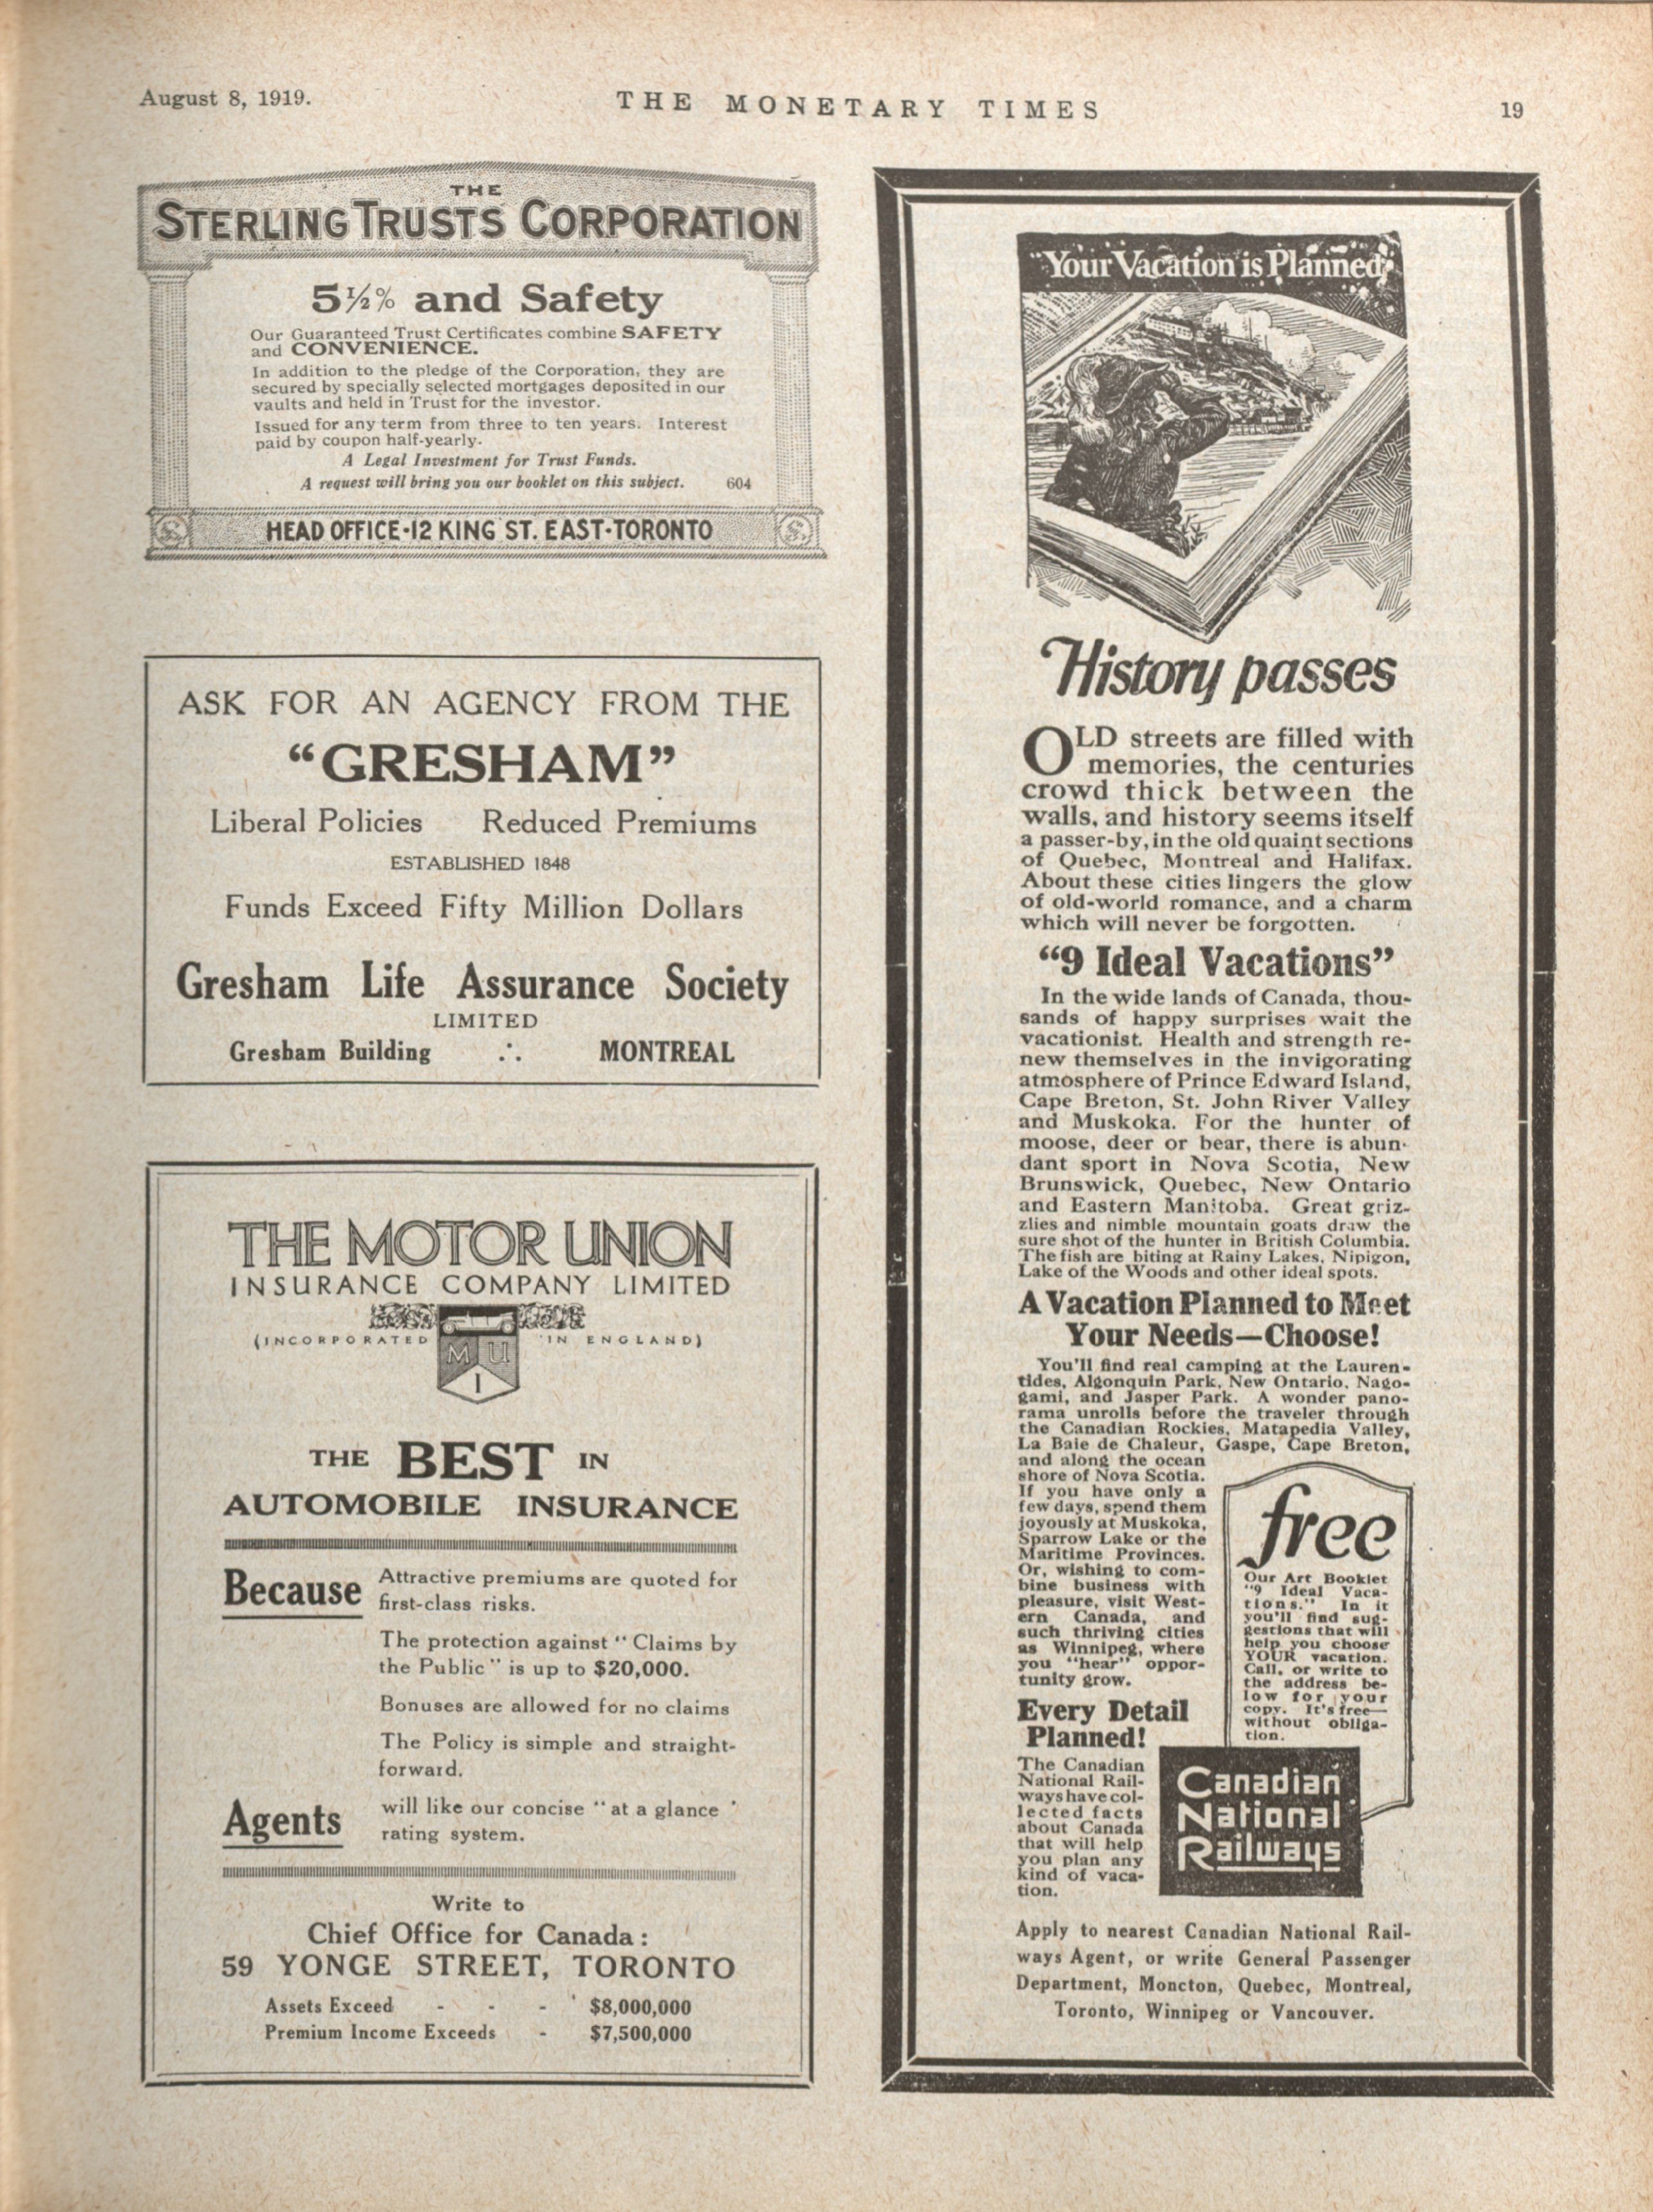 August 8, 1919.
THE MONETARY TIMES
19
THE
STERLING TRUSTS CORPORATION
5½% and Safety
Our Guaranteed Trust Certificates combine SAFETY
and CONVENIENCE.
In addition to the pledge of the Corporation, they are
secured by specially selected mortgages deposited in our
vaults and held in Trust for the investor.
Issued for any term from three to ten years. Interest
paid by coupon half-yearly.
A Legal Investment for Trust Funds.
A request will bring you our booklet on this subject. 604
HEAD OFFICE-12 KING ST. EAST-TORONTO
ASK FOR AN AGENCY FROM THE
"GRESHAM"
Liberal Policies Reduced Premiums
ESTABLISHED 1848
Funds Exceed Fifty Million Dollars
Gresham Life Assurance Society
LIMITED
Gresham Building ∴ MONTREAL
THE MOTOR UNION
INSURANCE COMPANY LIMITED
(INCORPORATED IN ENGLAND)
M U
I
THE BEST IN
AUTOMOBILE INSURANCE
Because Attractive premiums are quoted for
first-class risks.
The protection against "Claims by
the Public" is up to $20,000.
Bonuses are allowed for no claims
The Policy is simple and straight-
forward.
Agents will like our concise "at a glance '
rating system.
Write to
Chief Office for Canada:
59 YONGE STREET, TORONTO
Assets Exceed - - - $8,000,000
Premium Income Exceeds - $7,500,000
"Your Vacation is Planned"
History passes
OLD streets are filled with
memories, the centuries
crowd thick between the
walls, and history seems itself
a passer-by, in the old quaint sections
of Quebec, Montreal and Halifax.
About these cities lingers the glow
of old-world romance, and a charm
which will never be forgotten.
"9 Ideal Vacations"
In the wide lands of Canada, thou-
sands of happy surprises wait the
vacationist. Health and strength re-
new themselves in the invigorating
atmosphere of Prince Edward Island,
Cape Breton, St. John River Valley
and Muskoka. For the hunter of
moose, deer or bear, there is abun-
dant sport in Nova Scotia, New
Brunswick, Quebec, New Ontario
and Eastern Manitoba. Great griz-
zlies and nimble mountain goats draw the
sure shot of the hunter in British Columbia.
The fish are biting at Rainy Lakes, Nipigon,
Lake of the Woods and other ideal spots.
A Vacation Planned to Meet
Your Needs—Choose!
You'll find real camping at the Lauren-
tides, Algonquin Park, New Ontario, Nago-
gami, and Jasper Park. A wonder pano-
rama unrolls before the traveler through
the Canadian Rockies, Matapedia Valley,
La Baie de Chaleur, Gaspe, Cape Breton,
and along the ocean
shore of Nova Scotia.
If you have only a
few days, spend them
joyously at Muskoka,
Sparrow Lake or the
Maritime Provinces.
Or, wishing to com-
bine business with
pleasure, visit West-
ern Canada, and
such thriving cities
as Winnipeg, where
you "hear" oppor-
tunity grow.
free
Our Art Booklet
"9 Ideal Vaca-
tions." In it
you'll find sug-
gestions that will
help you choose
YOUR vacation.
Call, or write to
the address be-
low for your
copy. It's free—
without obliga-
tion.
Every Detail
Planned!
The Canadian
National Rail-
ways have col-
lected facts
about Canada
that will help
you plan any
kind of vaca-
tion.
Canadian
National
Railways
Apply to nearest Canadian National Rail-
ways Agent, or write General Passenger
Department, Moncton, Quebec, Montreal,
Toronto, Winnipeg or Vancouver.